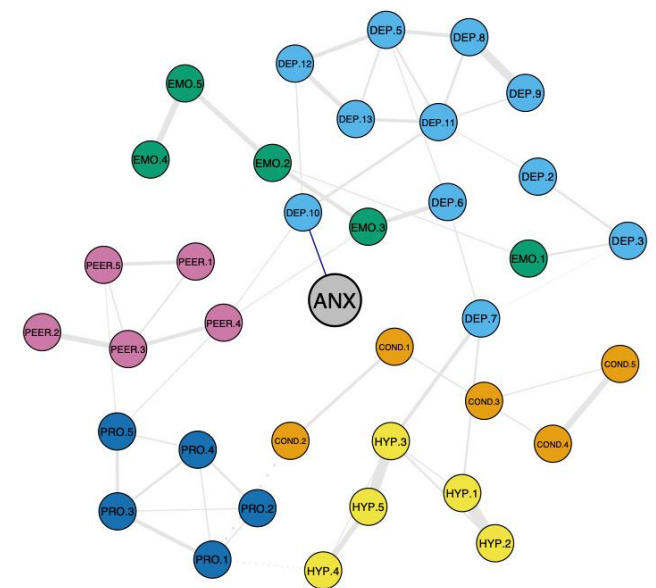 DEP.5
DEP.8
DEP.12
EMO.5
DEP.9
DEP.13
DEP.11
EMO.4
EMO.2
DEP.2
DEP.6
DEP.10
EMO.3
DEP.3
EMO.1
PEER.5
PEER.1
ANX
DEP.7
PEER.4
PEER.2
PEER.3
COND.1
COND.5
COND.3
PRO.5
COND.2
HYP.3
COND.4
PRO.4
HYP.1
HYP.5
PRO.2
PRO.3
HYP.2
PRO.1
HYP.4